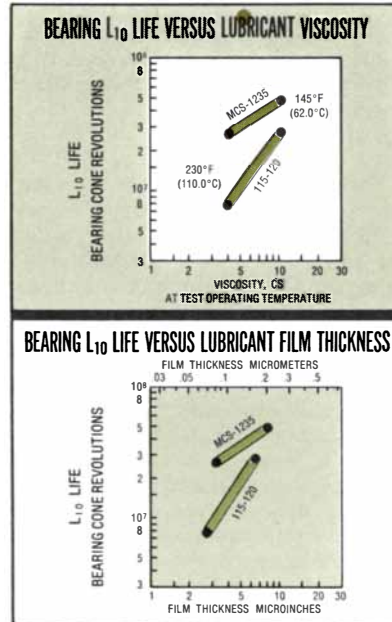 BEARING L₁₀ LIFE VERSUS LUBRICANT VISCOSITY
L₁₀ LIFE
BEARING CONE REVOLUTIONS
10⁸
8
5
3
2
10⁷
8
5
3
MCS-1235
145°F
(62.0°C)
230°F
(110.0°C)
115-120
1 2 5 10 20 30
VISCOSITY, CS
AT TEST OPERATING TEMPERATURE
BEARING L₁₀ LIFE VERSUS LUBRICANT FILM THICKNESS
FILM THICKNESS MICROMETERS
.03 .05 .1 .2 .3 .5
L₁₀ LIFE
BEARING CONE REVOLUTIONS
10⁸
8
5
3
2
10⁷
8
5
3
MCS-1235
115-120
1 2 5 10 20 30
FILM THICKNESS MICROINCHES